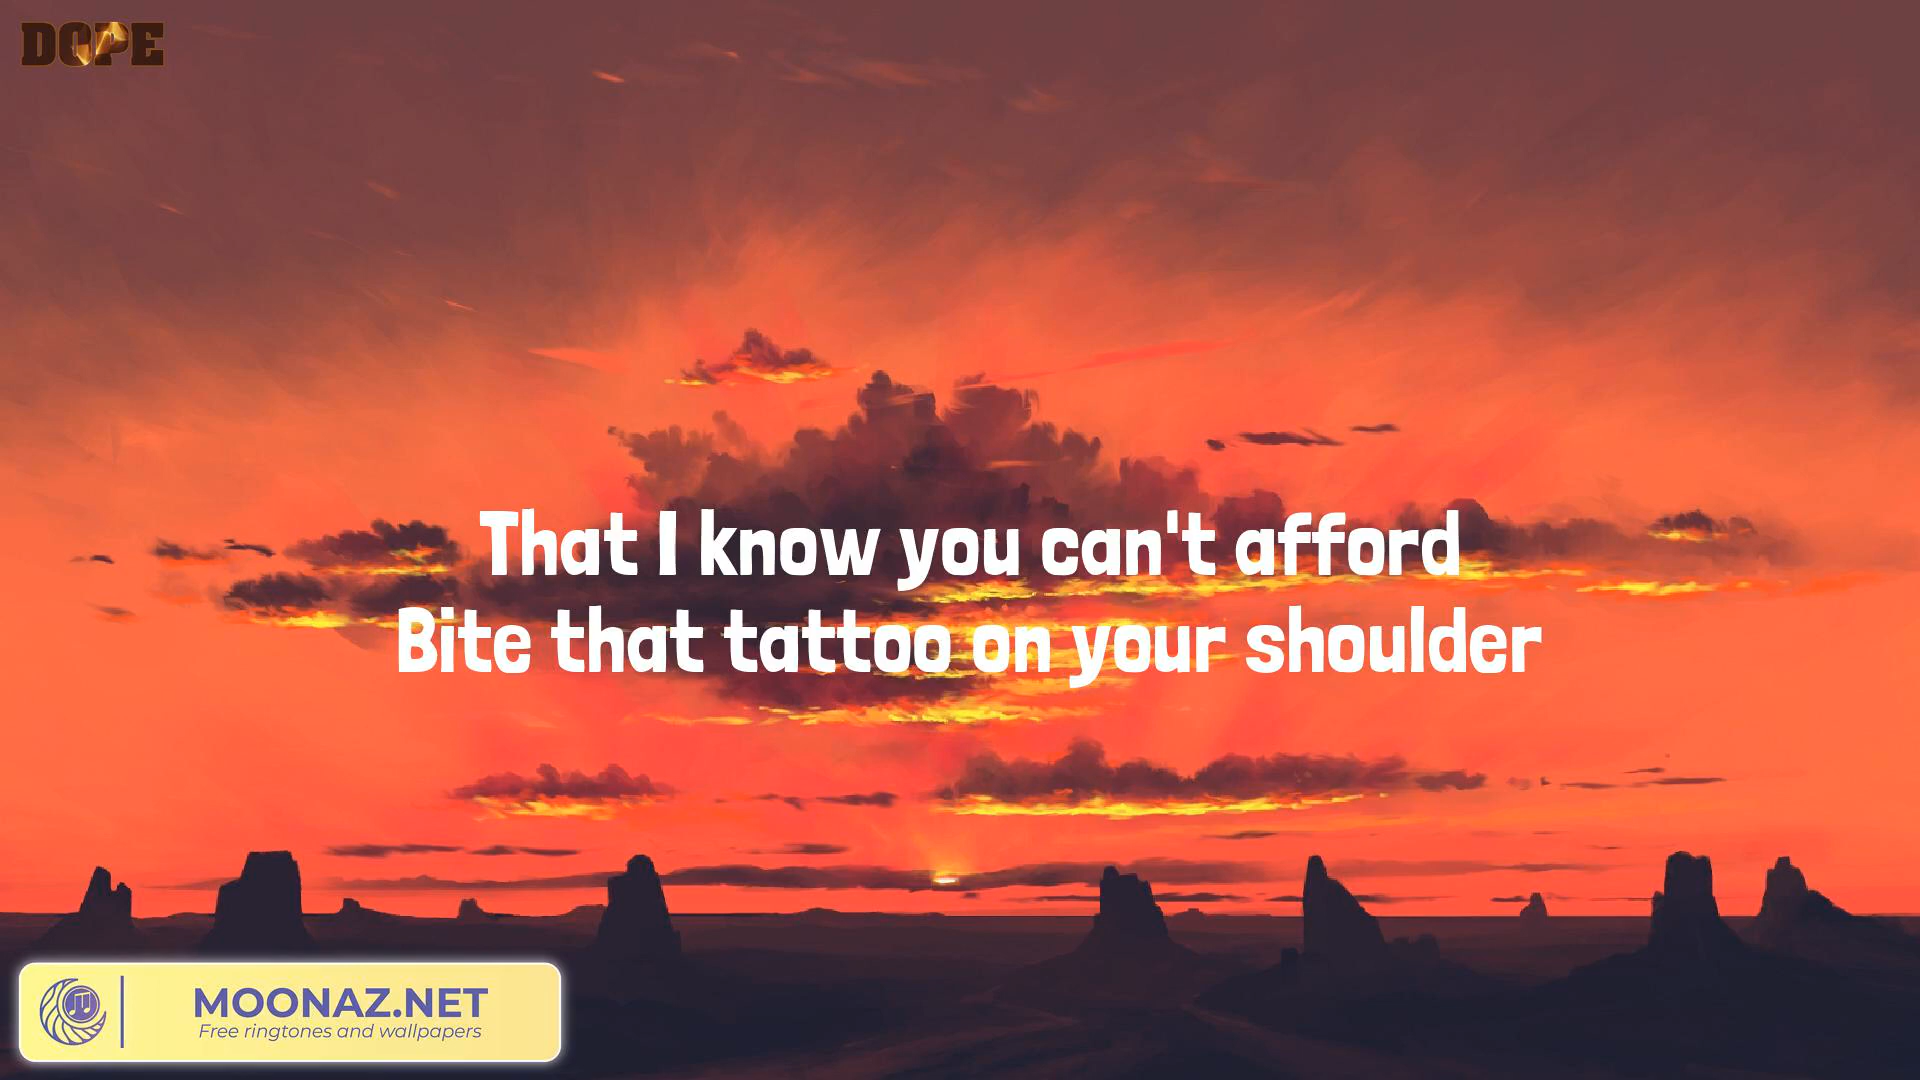 DOPE
That I know you can't afford
Bite that tattoo on your shoulder
MOONAZ.NET
Free ringtones and wallpapers